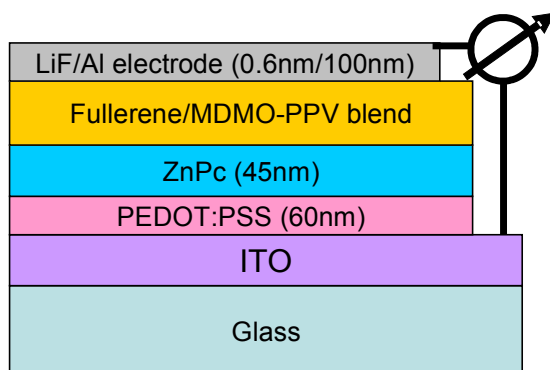 LiF/Al electrode (0.6nm/100nm)
Fullerene/MDMO-PPV blend
ZnPc (45nm)
PEDOT:PSS (60nm)
ITO
Glass